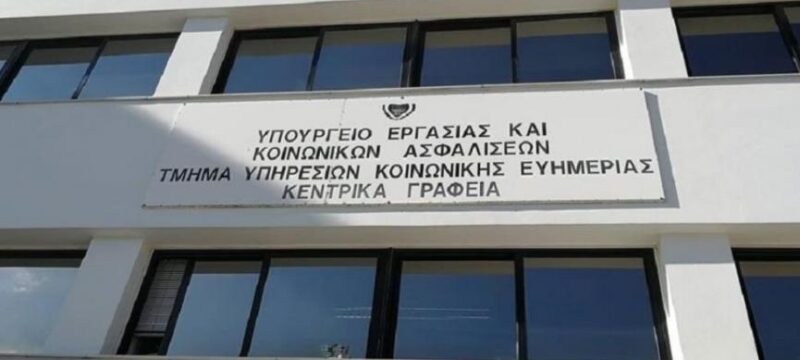 ΥΠΟΥΡΓΕΙΟ ΕΡΓΑΣΙΑΣ ΚΑΙ
ΚΟΙΝΩΝΙΚΩΝ ΑΣΦΑΛΙΣΕΩΝ
ΤΜΗΜΑ ΥΠΗΡΕΣΙΩΝ ΚΟΙΝΩΝΙΚΗΣ ΕΥΗΜΕΡΙΑΣ
ΚΕΝΤΡΙΚΑ ΓΡΑΦΕΙΑ